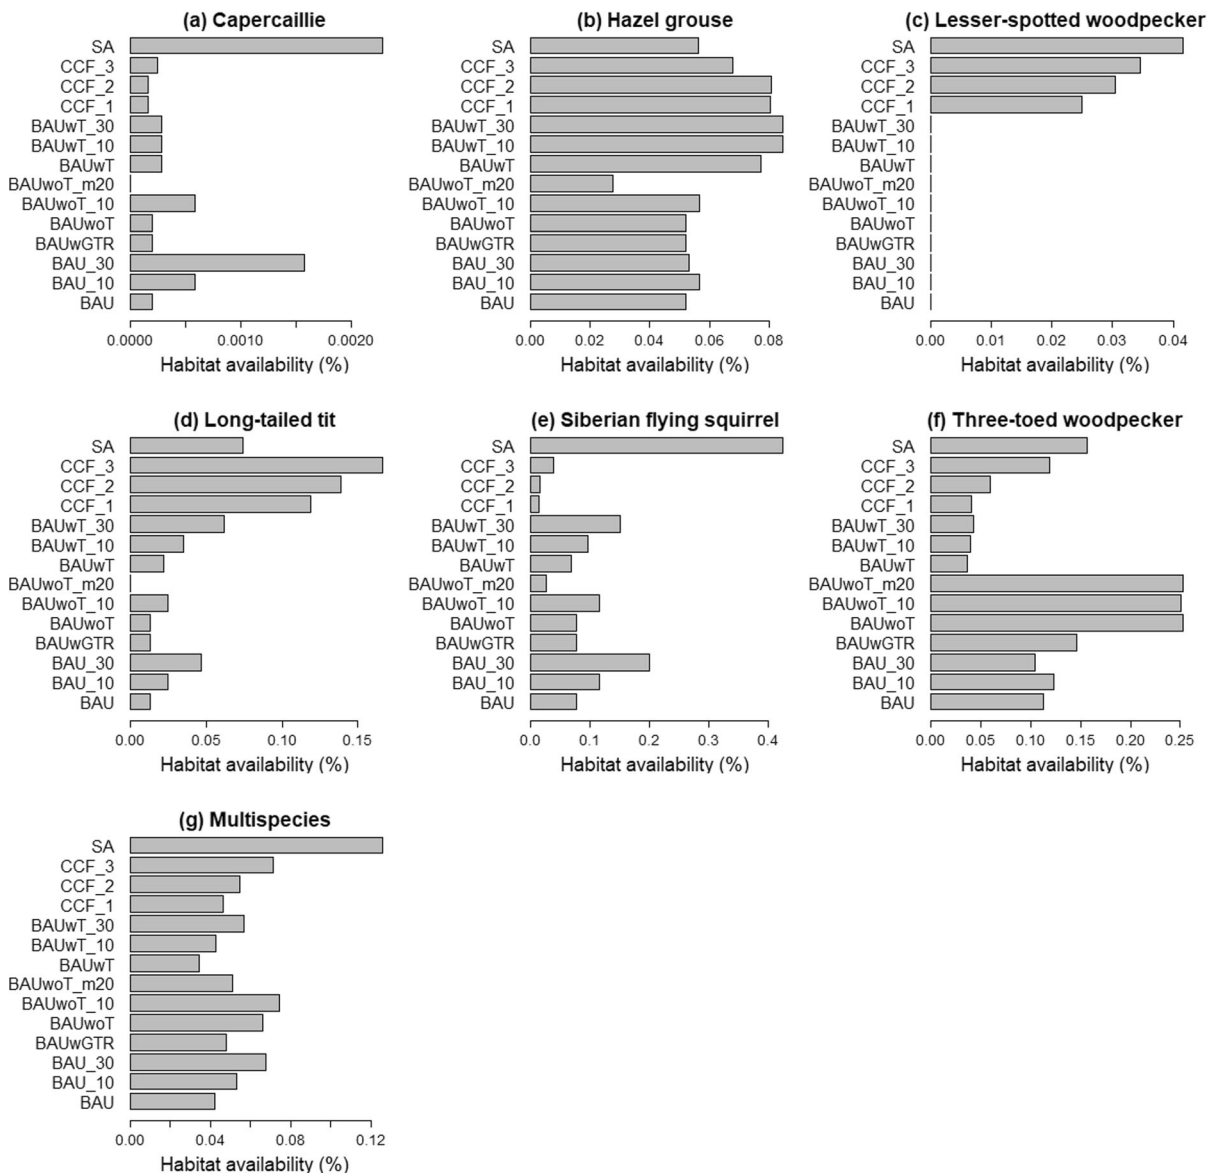 (a) Capercaillie
SA
CCF_3
CCF_2
CCF_1
BAUwT_30
BAUwT_10
BAUwT
BAUwoT_m20
BAUwoT_10
BAUwoT
BAUwGTR
BAU_30
BAU_10
BAU
0.0000 0.0010 0.0020
Habitat availability (%)
(b) Hazel grouse
SA
CCF_3
CCF_2
CCF_1
BAUwT_30
BAUwT_10
BAUwT
BAUwoT_m20
BAUwoT_10
BAUwoT
BAUwGTR
BAU_30
BAU_10
BAU
0.00 0.02 0.04 0.06 0.08
Habitat availability (%)
(c) Lesser-spotted woodpecker
SA
CCF_3
CCF_2
CCF_1
BAUwT_30
BAUwT_10
BAUwT
BAUwoT_m20
BAUwoT_10
BAUwoT
BAUwGTR
BAU_30
BAU_10
BAU
0.00 0.01 0.02 0.03 0.04
Habitat availability (%)
(d) Long-tailed tit
SA
CCF_3
CCF_2
CCF_1
BAUwT_30
BAUwT_10
BAUwT
BAUwoT_m20
BAUwoT_10
BAUwoT
BAUwGTR
BAU_30
BAU_10
BAU
0.00 0.05 0.10 0.15
Habitat availability (%)
(e) Siberian flying squirrel
SA
CCF_3
CCF_2
CCF_1
BAUwT_30
BAUwT_10
BAUwT
BAUwoT_m20
BAUwoT_10
BAUwoT
BAUwGTR
BAU_30
BAU_10
BAU
0.0 0.1 0.2 0.3 0.4
Habitat availability (%)
(f) Three-toed woodpecker
SA
CCF_3
CCF_2
CCF_1
BAUwT_30
BAUwT_10
BAUwT
BAUwoT_m20
BAUwoT_10
BAUwoT
BAUwGTR
BAU_30
BAU_10
BAU
0.00 0.05 0.10 0.15 0.20 0.25
Habitat availability (%)
(g) Multispecies
SA
CCF_3
CCF_2
CCF_1
BAUwT_30
BAUwT_10
BAUwT
BAUwoT_m20
BAUwoT_10
BAUwoT
BAUwGTR
BAU_30
BAU_10
BAU
0.00 0.04 0.08 0.12
Habitat availability (%)